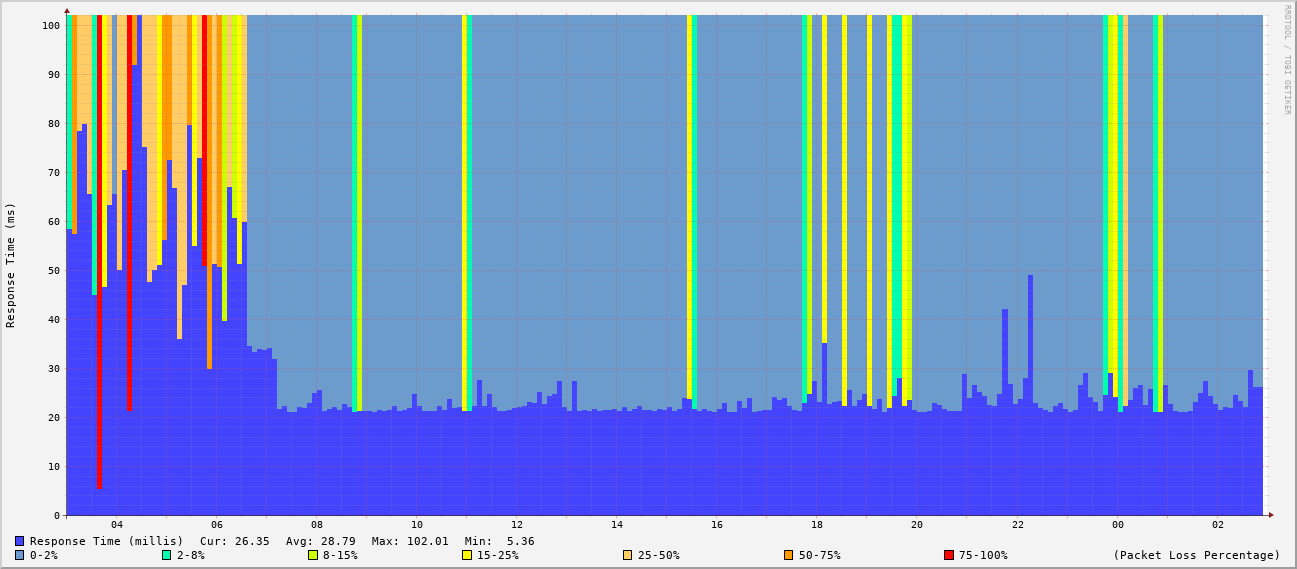 RRDTOOL / TOBI OETIKER
Response Time (ms)
100
90
80
70
60
50
40
30
20
10
0
04 06 08 10 12 14 16 18 20 22 00 02
Response Time (millis) Cur: 26.35 Avg: 28.79 Max: 102.01 Min: 5.36
0-2% 2-8% 8-15% 15-25% 25-50% 50-75% 75-100% (Packet Loss Percentage)